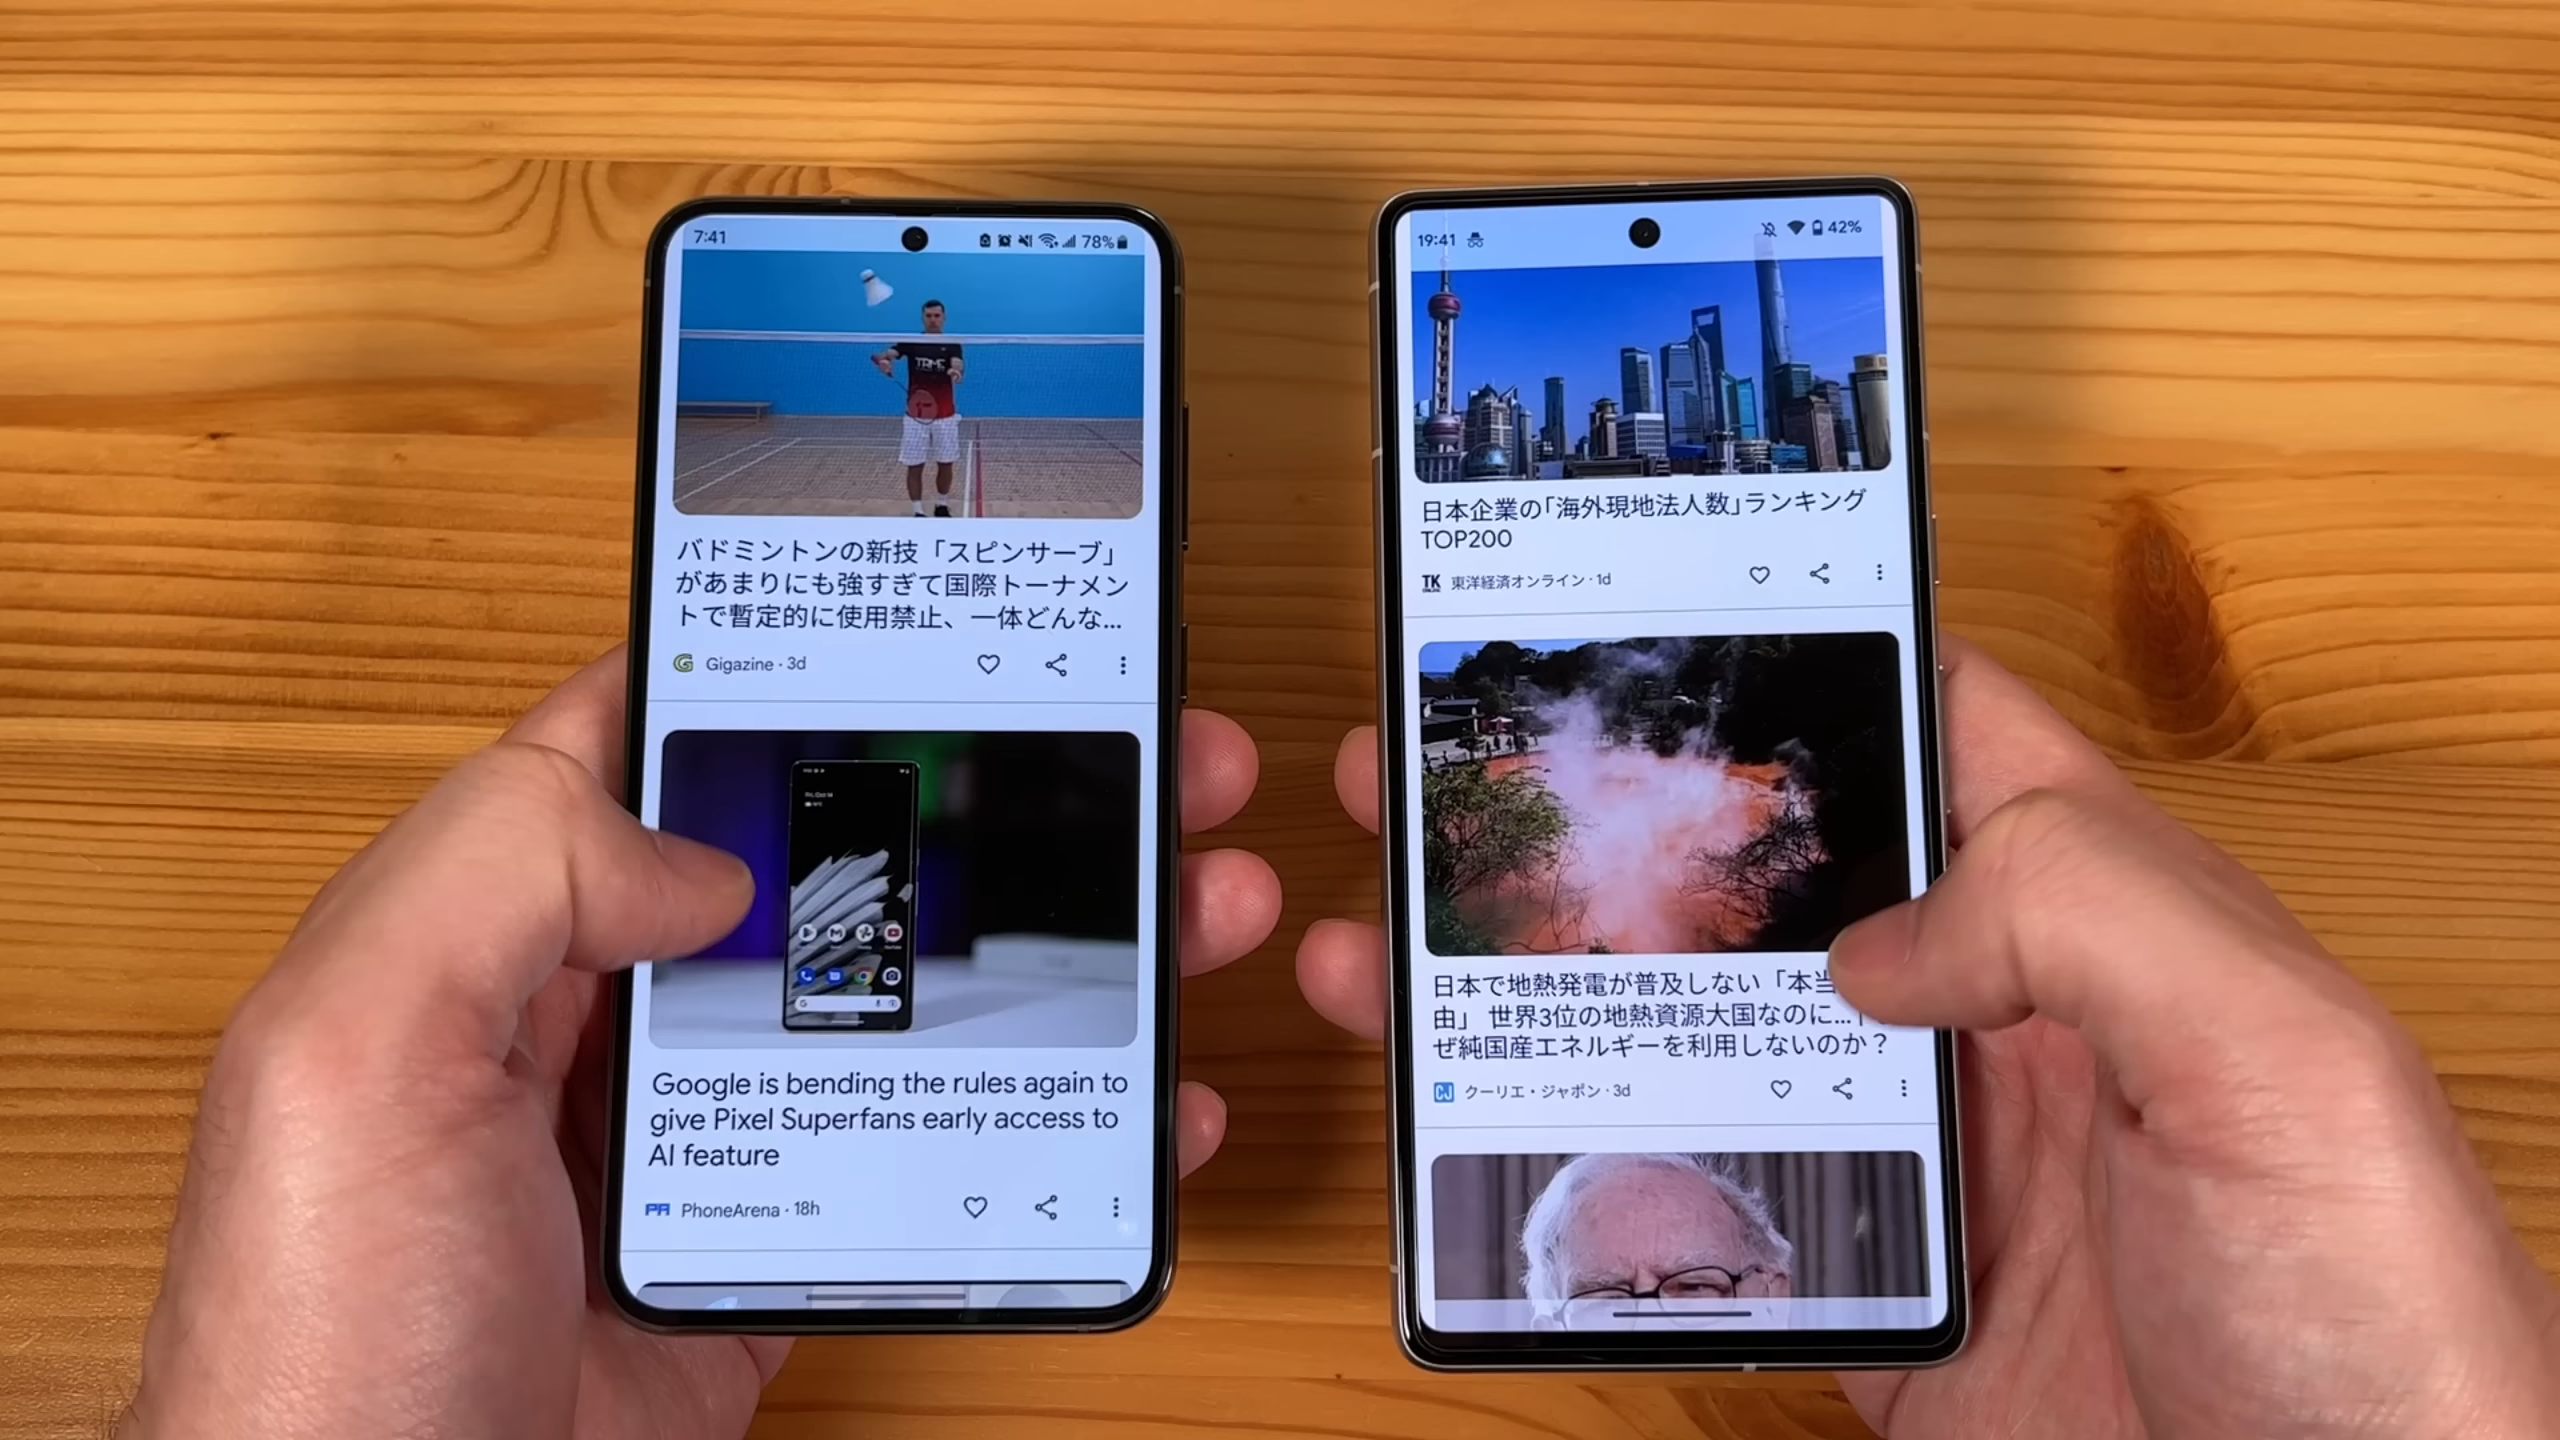 7:41
78%
TRME
バドミントンの新技「スピンサーブ」
があまりにも強すぎて国際トーナメン
トで暫定的に使用禁止、一体どんな...
Gigazine · 3d
Google is bending the rules again to
give Pixel Superfans early access to
AI feature
PA PhoneArena · 18h
19:41
42%
日本企業の｢海外現地法人数｣ランキング
TOP200
TK 東洋経済オンライン · 1d
日本で地熱発電が普及しない「本当
由」 世界3位の地熱資源大国なのに...
ぜ純国産エネルギーを利用しないのか？
CJ クーリエ・ジャポン · 3d